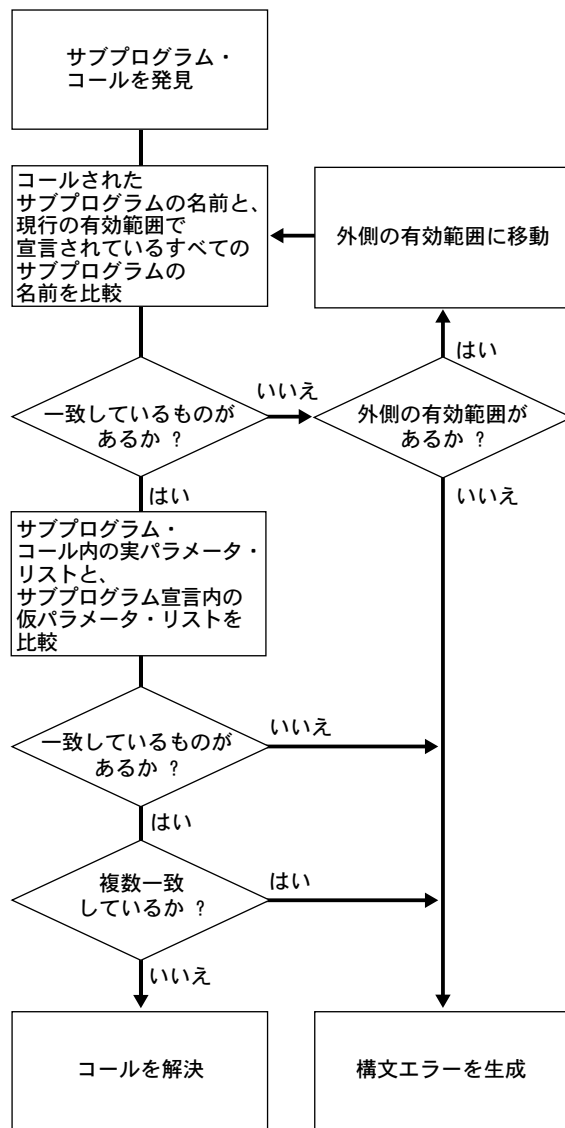 サブプログラム・
コールを発見
コールされた
サブプログラムの名前と、
現行の有効範囲で
宣言されているすべての
サブプログラムの
名前を比較
外側の有効範囲に移動
はい
一致しているものが
あるか ?
いいえ
外側の有効範囲が
あるか ?
はい
いいえ
サブプログラム・
コール内の実パラメータ・
リストと、
サブプログラム宣言内の
仮パラメータ・リストを
比較
一致しているものが
あるか ?
いいえ
はい
複数一致
しているか ?
はい
いいえ
コールを解決
構文エラーを生成